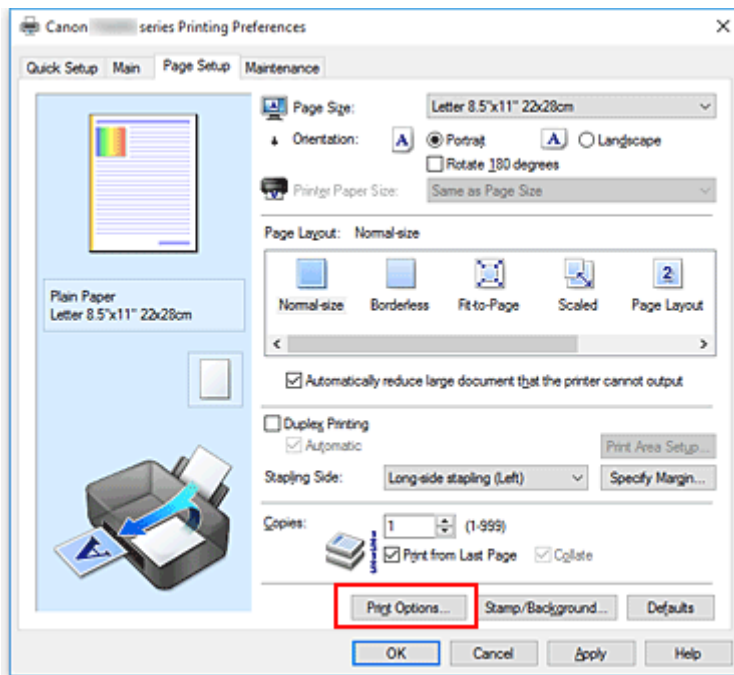 Canon series Printing Preferences
Quick Setup Main Page Setup Maintenance
Page Size: Letter 8.5"x11" 22x28cm
Orientation: A Portrait A Landscape
Rotate 180 degrees
Printer Paper Size: Same as Page Size
Page Layout: Normal-size
Normal-size Borderless Fit-to-Page Scaled Page Layout
Plain Paper
Letter 8.5"x11" 22x28cm
Automatically reduce large document that the printer cannot output
Duplex Printing
Automatic Print Area Setup...
Stapling Side: Long-side stapling (Left) Specify Margin...
Copies: 1 (1-999)
Print from Last Page Collate
Print Options... Stamp/Background... Defaults
OK Cancel Apply Help